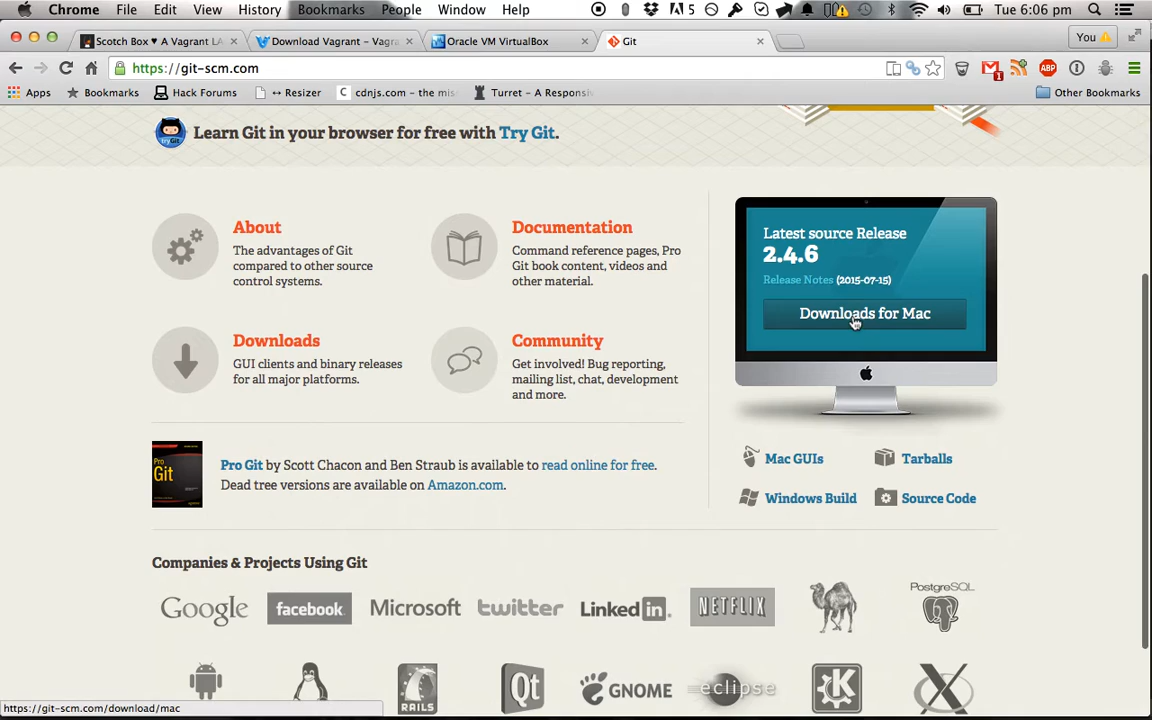 Chrome File Edit View History Bookmarks People Window Help 5 Tue 6:06 pm
Scotch Box ♥ A Vagrant LA × Download Vagrant - Vagra × Oracle VM VirtualBox × Git × You
https://git-scm.com 1 ABP
Apps Bookmarks Hack Forums ↔ Resizer C cdnjs.com - the mis Turret - A Responsiv Other Bookmarks
Learn Git in your browser for free with Try Git.
About
The advantages of Git
compared to other source
control systems.
Documentation
Command reference pages, Pro
Git book content, videos and
other material.
Downloads
GUI clients and binary releases
for all major platforms.
Community
Get involved! Bug reporting,
mailing list, chat, development
and more.
Latest source Release
2.4.6
Release Notes (2015-07-15)
Downloads for Mac
Mac GUIs Tarballs
Windows Build Source Code
Pro
Git
Pro Git by Scott Chacon and Ben Straub is available to read online for free.
Dead tree versions are available on Amazon.com.
Companies & Projects Using Git
Google facebook Microsoft twitter Linked in NETFLIX PostgreSQL
RAILS Qt GNOME eclipse K X
https://git-scm.com/download/mac